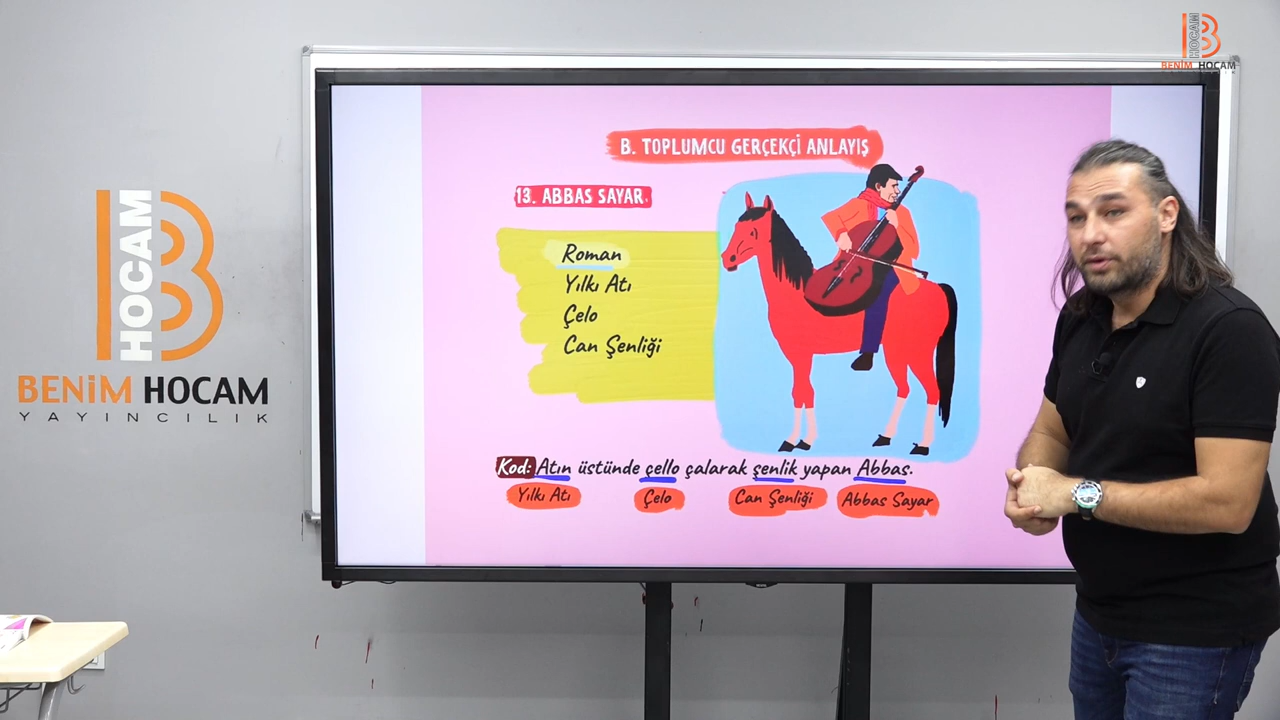 B HOCAM
BENİM HOCAM
B HOCAM
BENİM HOCAM
YAYINCILIK
B. TOPLUMCU GERÇEKÇİ ANLAYIŞ
13. ABBAS SAYAR
Roman
Yılkı Atı
Çelo
Can Şenliği
Kod: Atın üstünde çello çalarak şenlik yapan Abbas.
Yılkı Atı Çelo Can Şenliği Abbas Sayar